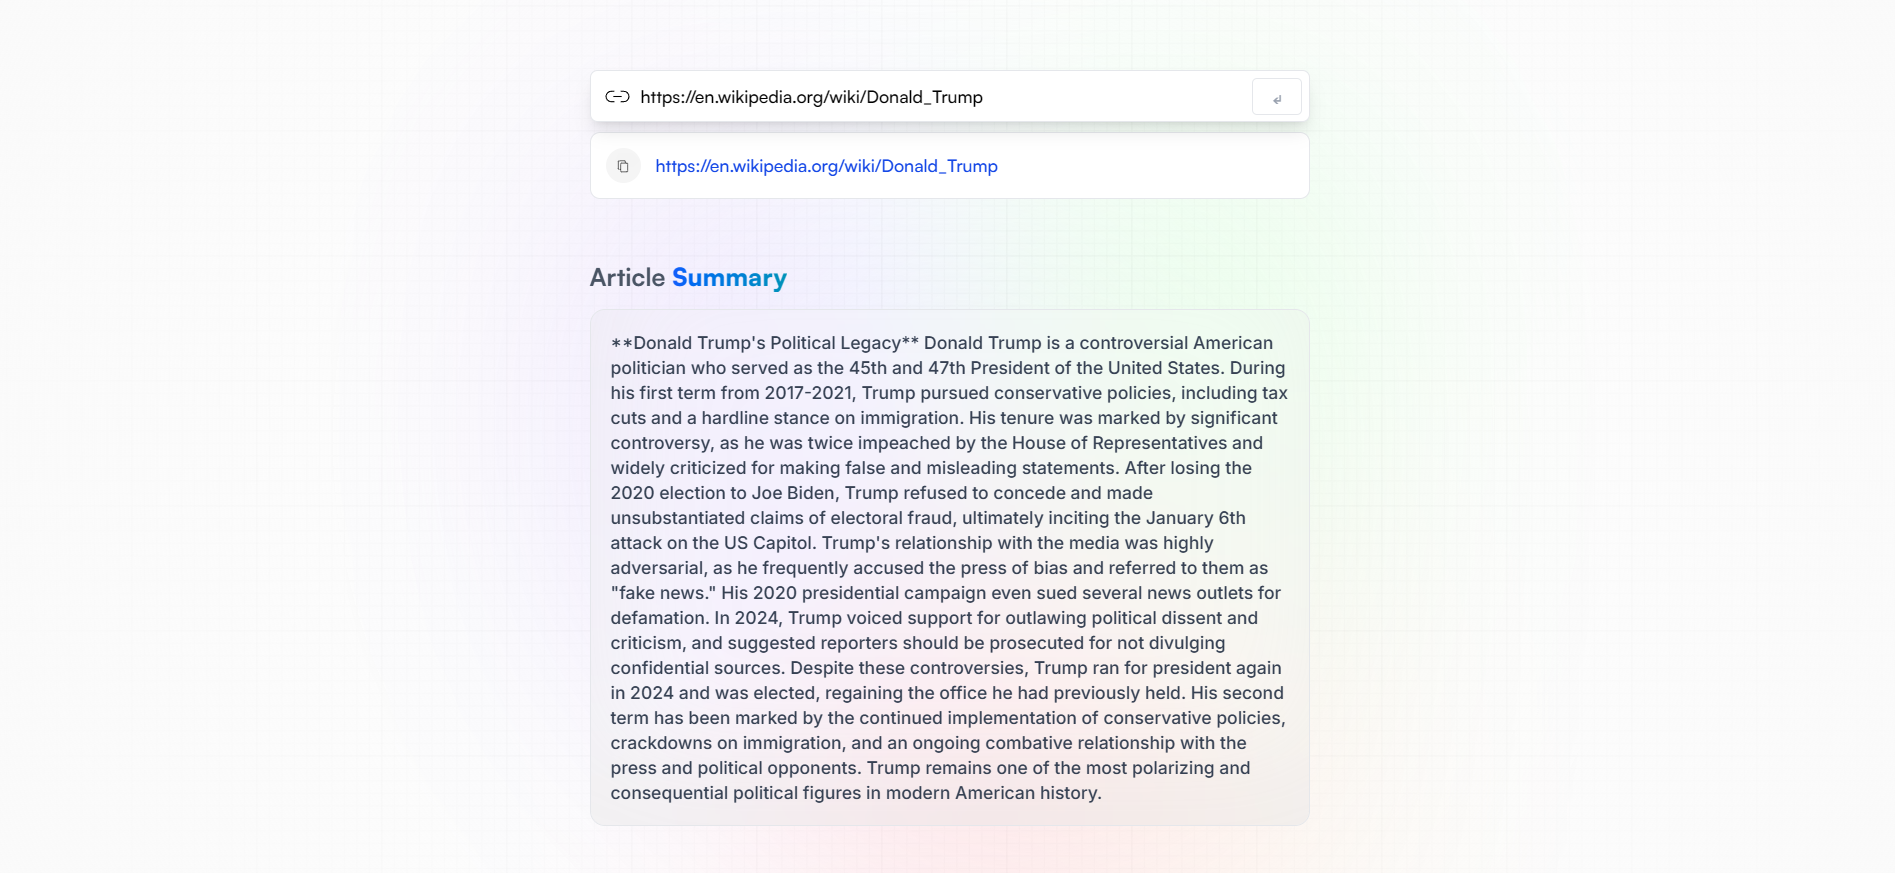 https://en.wikipedia.org/wiki/Donald_Trump
https://en.wikipedia.org/wiki/Donald_Trump
Article Summary
**Donald Trump's Political Legacy** Donald Trump is a controversial American
politician who served as the 45th and 47th President of the United States. During
his first term from 2017-2021, Trump pursued conservative policies, including tax
cuts and a hardline stance on immigration. His tenure was marked by significant
controversy, as he was twice impeached by the House of Representatives and
widely criticized for making false and misleading statements. After losing the
2020 election to Joe Biden, Trump refused to concede and made
unsubstantiated claims of electoral fraud, ultimately inciting the January 6th
attack on the US Capitol. Trump's relationship with the media was highly
adversarial, as he frequently accused the press of bias and referred to them as
"fake news." His 2020 presidential campaign even sued several news outlets for
defamation. In 2024, Trump voiced support for outlawing political dissent and
criticism, and suggested reporters should be prosecuted for not divulging
confidential sources. Despite these controversies, Trump ran for president again
in 2024 and was elected, regaining the office he had previously held. His second
term has been marked by the continued implementation of conservative policies,
crackdowns on immigration, and an ongoing combative relationship with the
press and political opponents. Trump remains one of the most polarizing and
consequential political figures in modern American history.